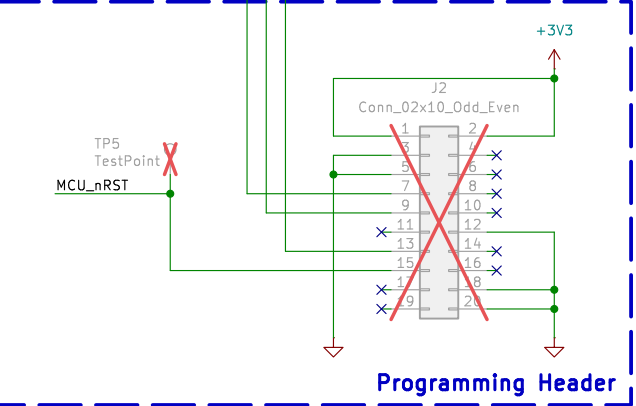 +3V3
J2
Conn_02x10_Odd_Even
TP5
TestPoint
MCU_nRST
1 2
3 4
5 6
7 8
9 10
11 12
13 14
15 16
17 18
19 20
Programming Header